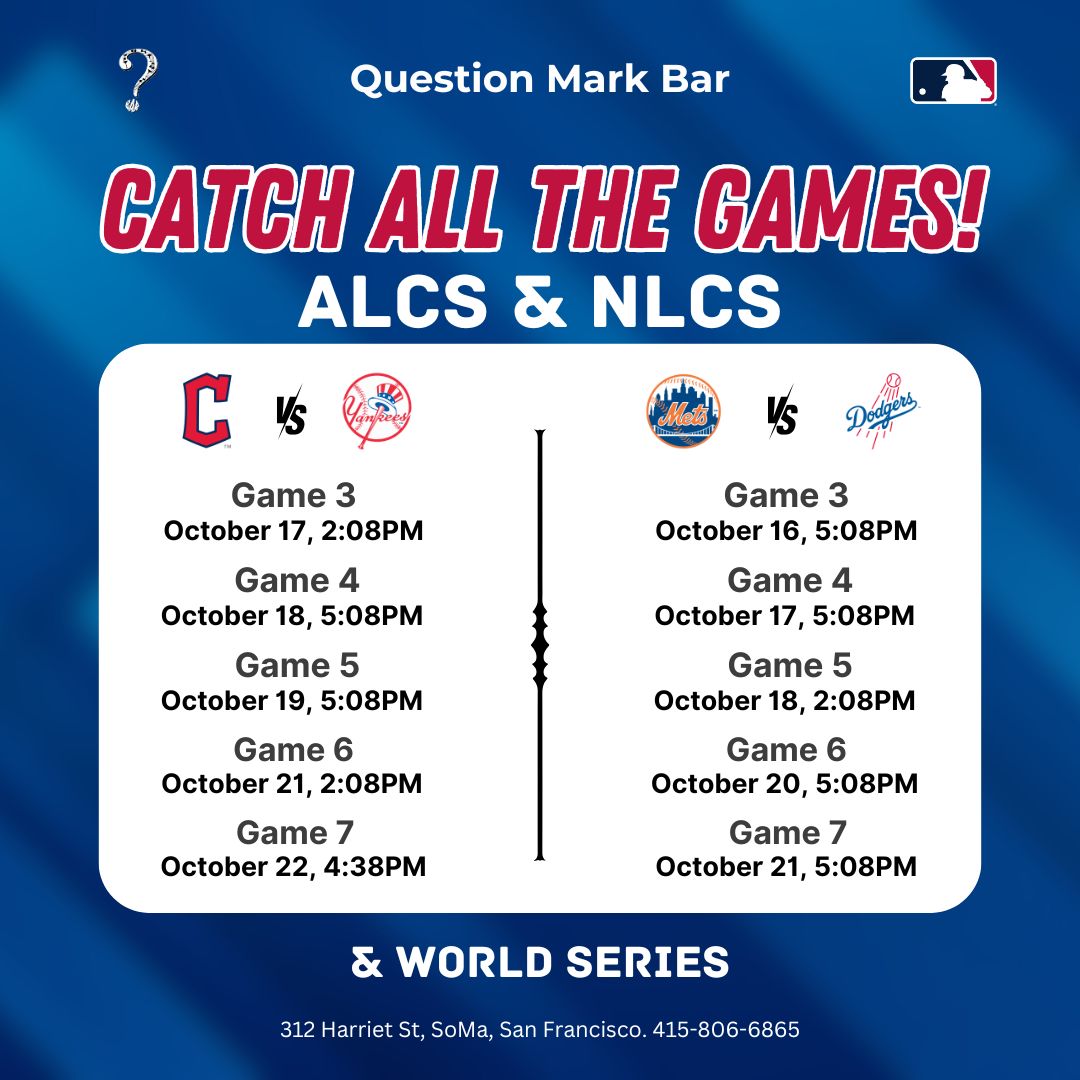 ?
Question Mark Bar
CATCH ALL THE GAMES!
ALCS & NLCS
C VS Yankees
Game 3
October 17, 2:08PM
Game 4
October 18, 5:08PM
Game 5
October 19, 5:08PM
Game 6
October 21, 2:08PM
Game 7
October 22, 4:38PM
Mets VS Dodgers
Game 3
October 16, 5:08PM
Game 4
October 17, 5:08PM
Game 5
October 18, 2:08PM
Game 6
October 20, 5:08PM
Game 7
October 21, 5:08PM
& WORLD SERIES
312 Harriet St, SoMa, San Francisco. 415-806-6865